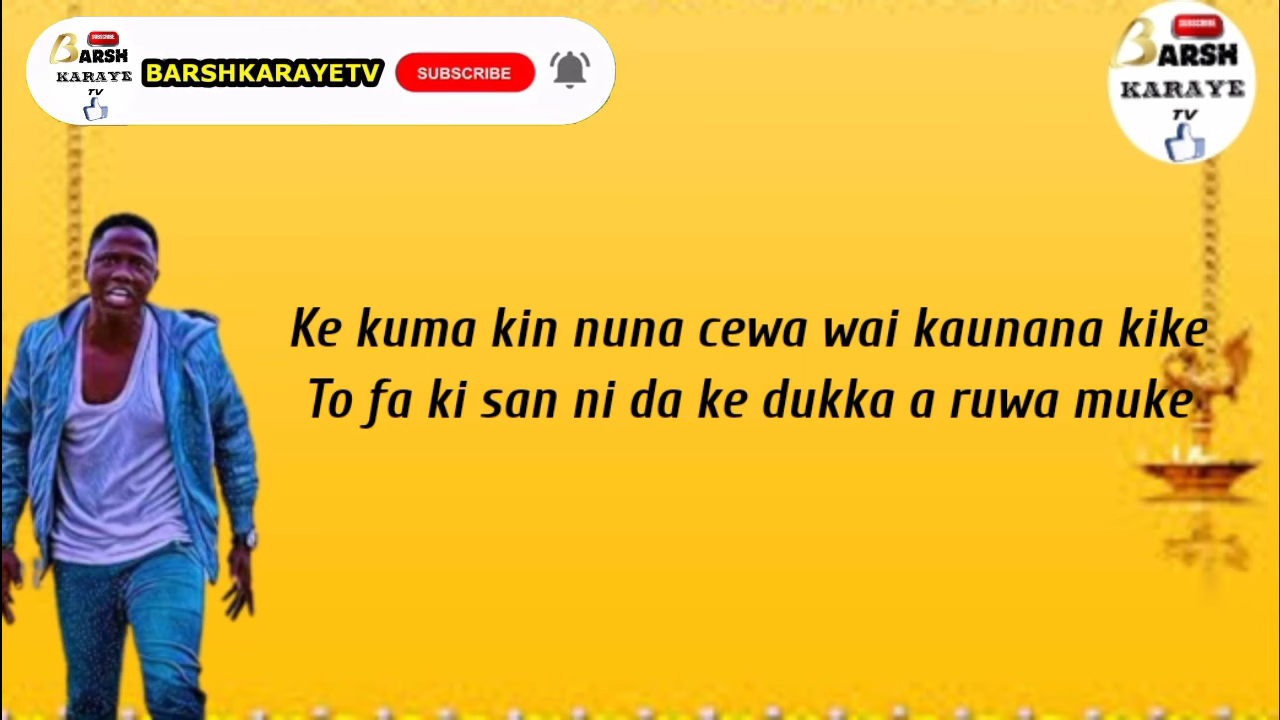 BARSH
KARAYE
TV
BARSHKARAYETV
SUBSCRIBE
SUBSCRIBE
BARSH
KARAYE
TV
Ke kuma kin nuna cewa wai kaunana kike
To fa ki san ni da ke dukka a ruwa muke